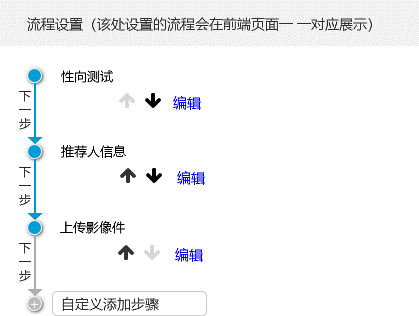 流程设置（该处设置的流程会在前端页面一 一对应展示）
性向测试
下一步
编辑
推荐人信息
下一步
编辑
上传影像件
下一步
编辑
自定义添加步骤